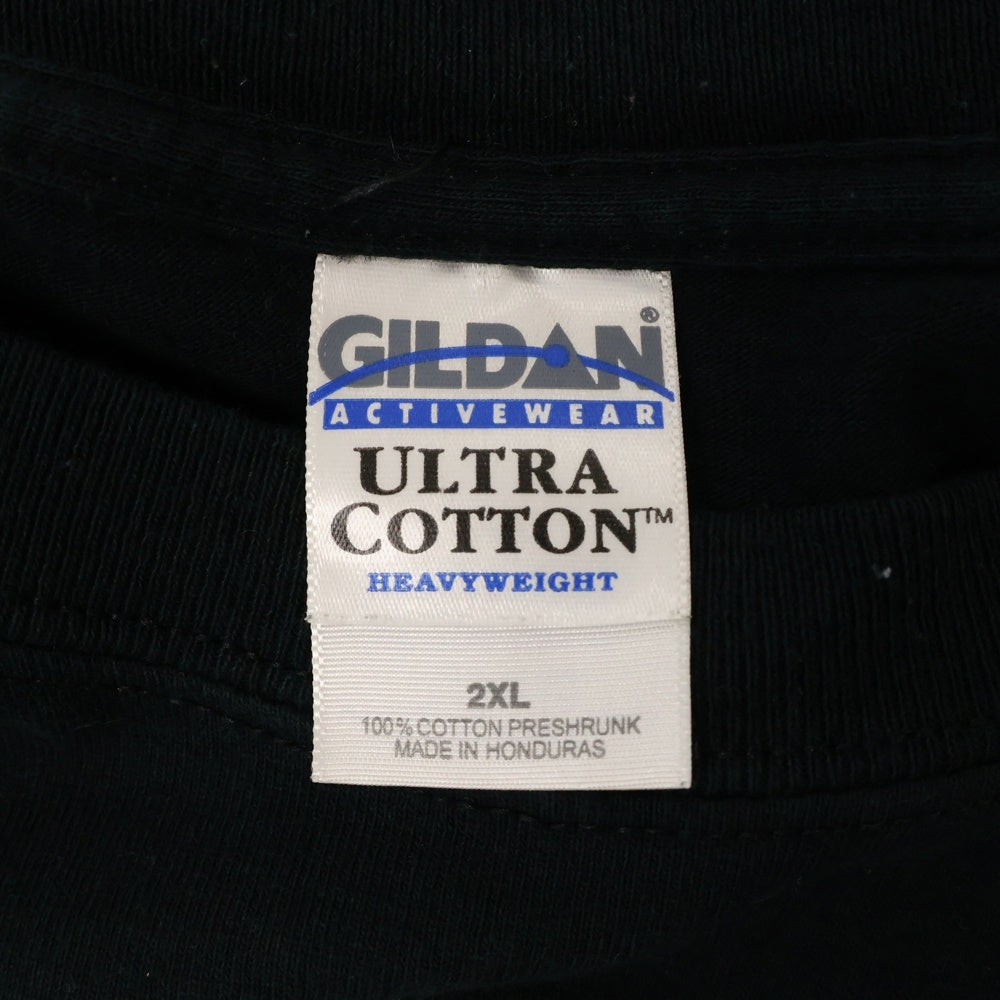 GILDAN®
ACTIVEWEAR
ULTRA
COTTON™
HEAVYWEIGHT
2XL
100% COTTON PRESHRUNK
MADE IN HONDURAS